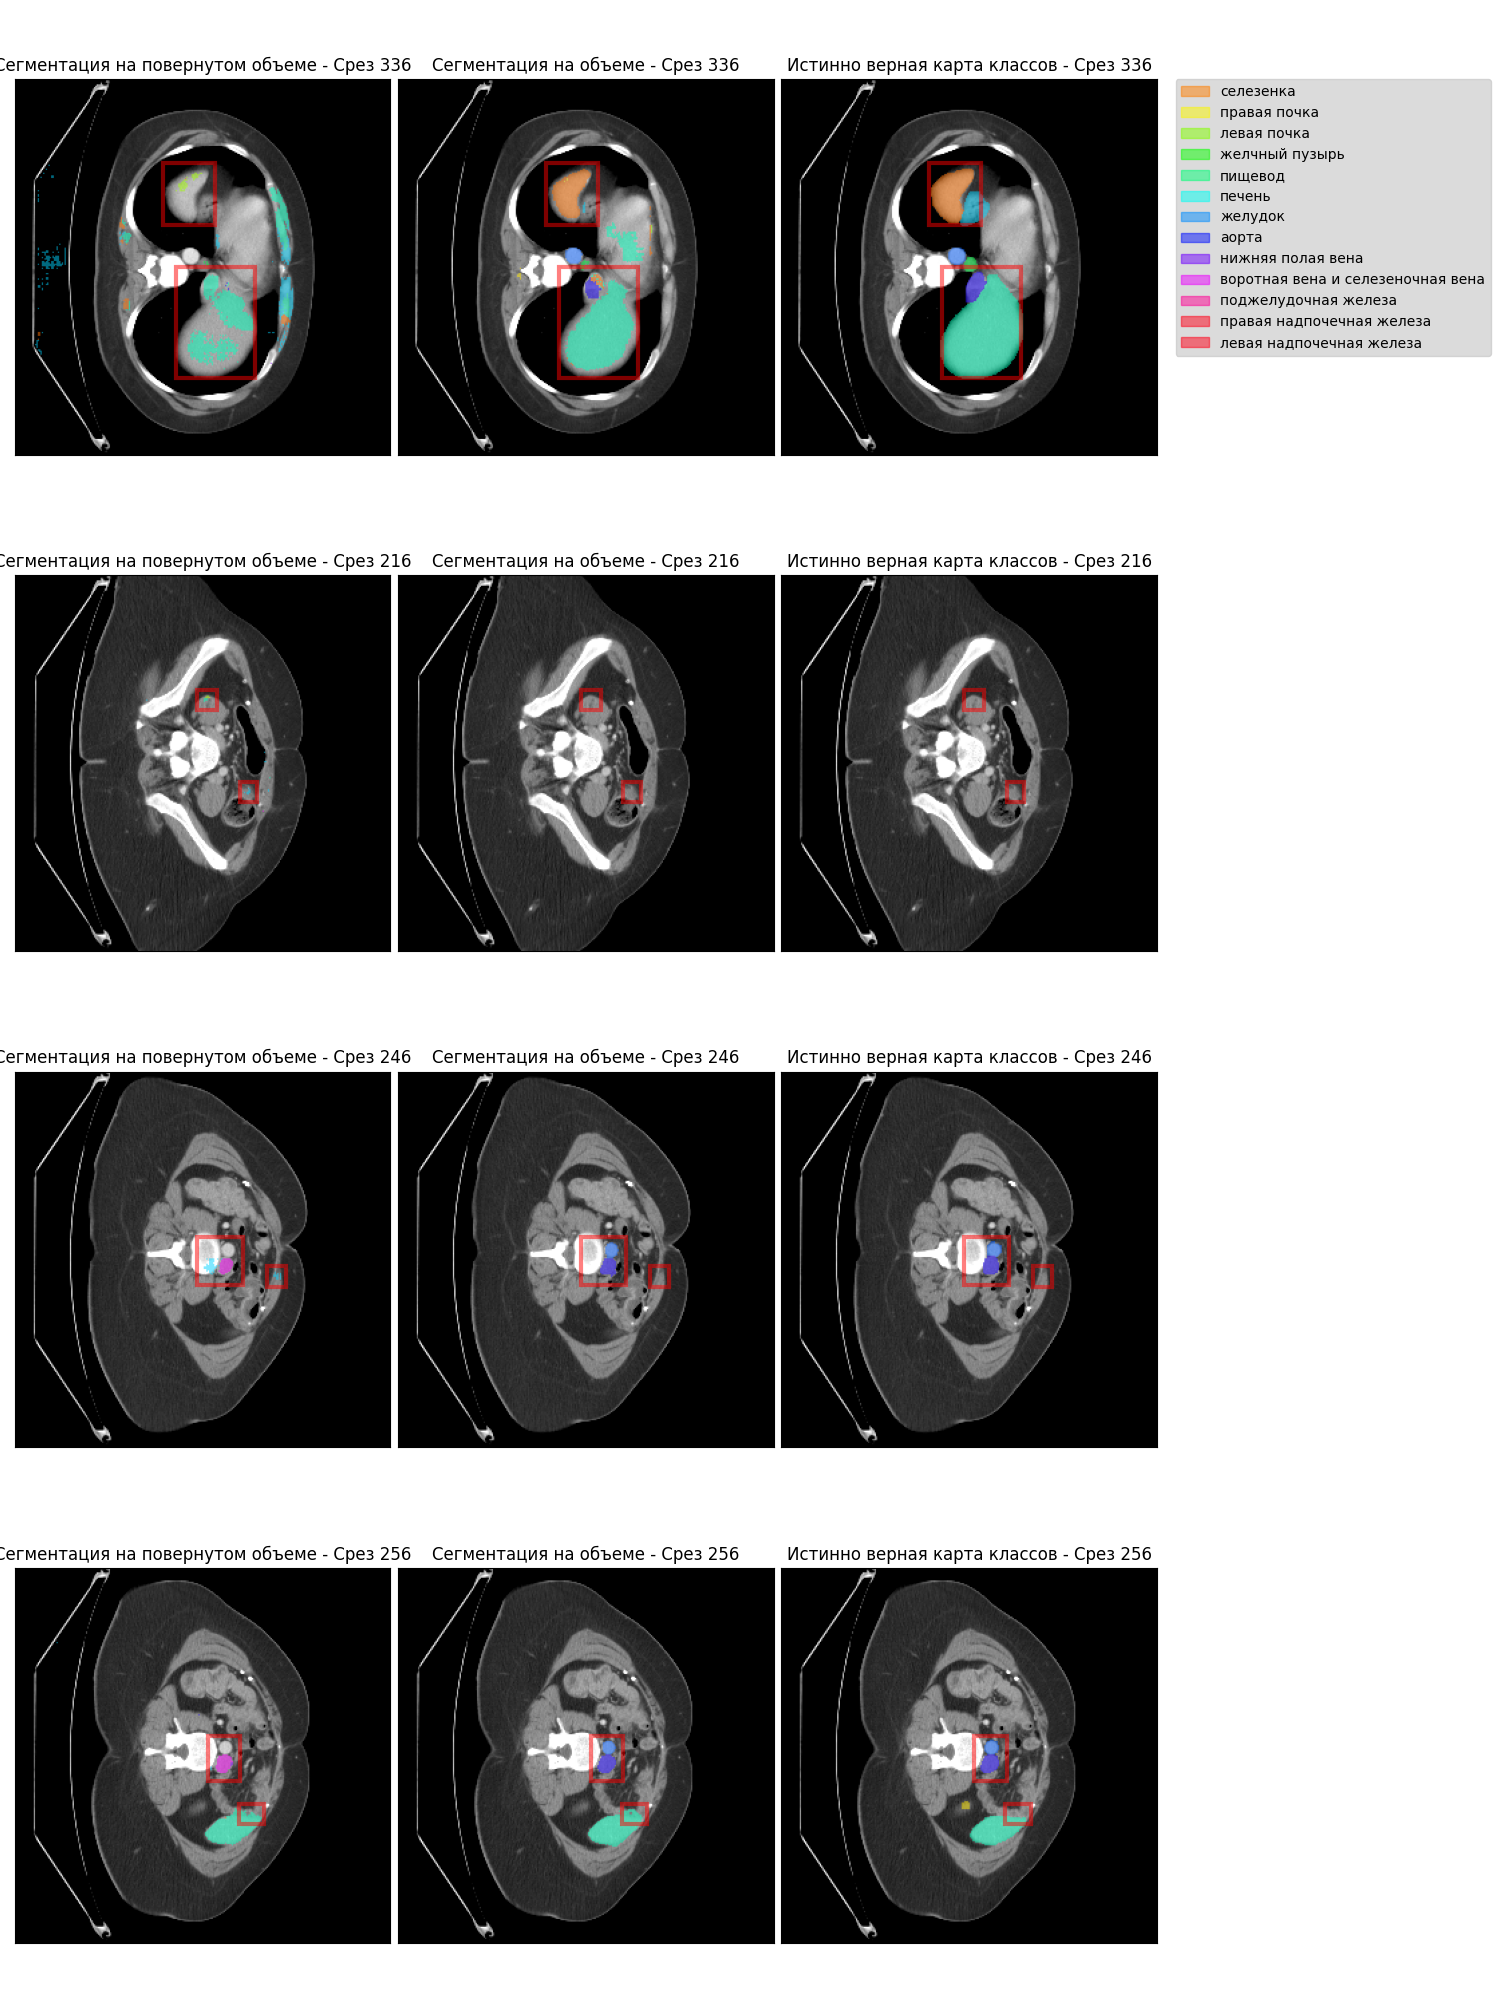 Сегментация на повернутом объеме - Срез 336
Сегментация на объеме - Срез 336
Истинно верная карта классов - Срез 336
селезенка
правая почка
левая почка
желчный пузырь
пищевод
печень
желудок
аорта
нижняя полая вена
воротная вена и селезеночная вена
поджелудочная железа
правая надпочечная железа
левая надпочечная железа
Сегментация на повернутом объеме - Срез 216
Сегментация на объеме - Срез 216
Истинно верная карта классов - Срез 216
Сегментация на повернутом объеме - Срез 246
Сегментация на объеме - Срез 246
Истинно верная карта классов - Срез 246
Сегментация на повернутом объеме - Срез 256
Сегментация на объеме - Срез 256
Истинно верная карта классов - Срез 256